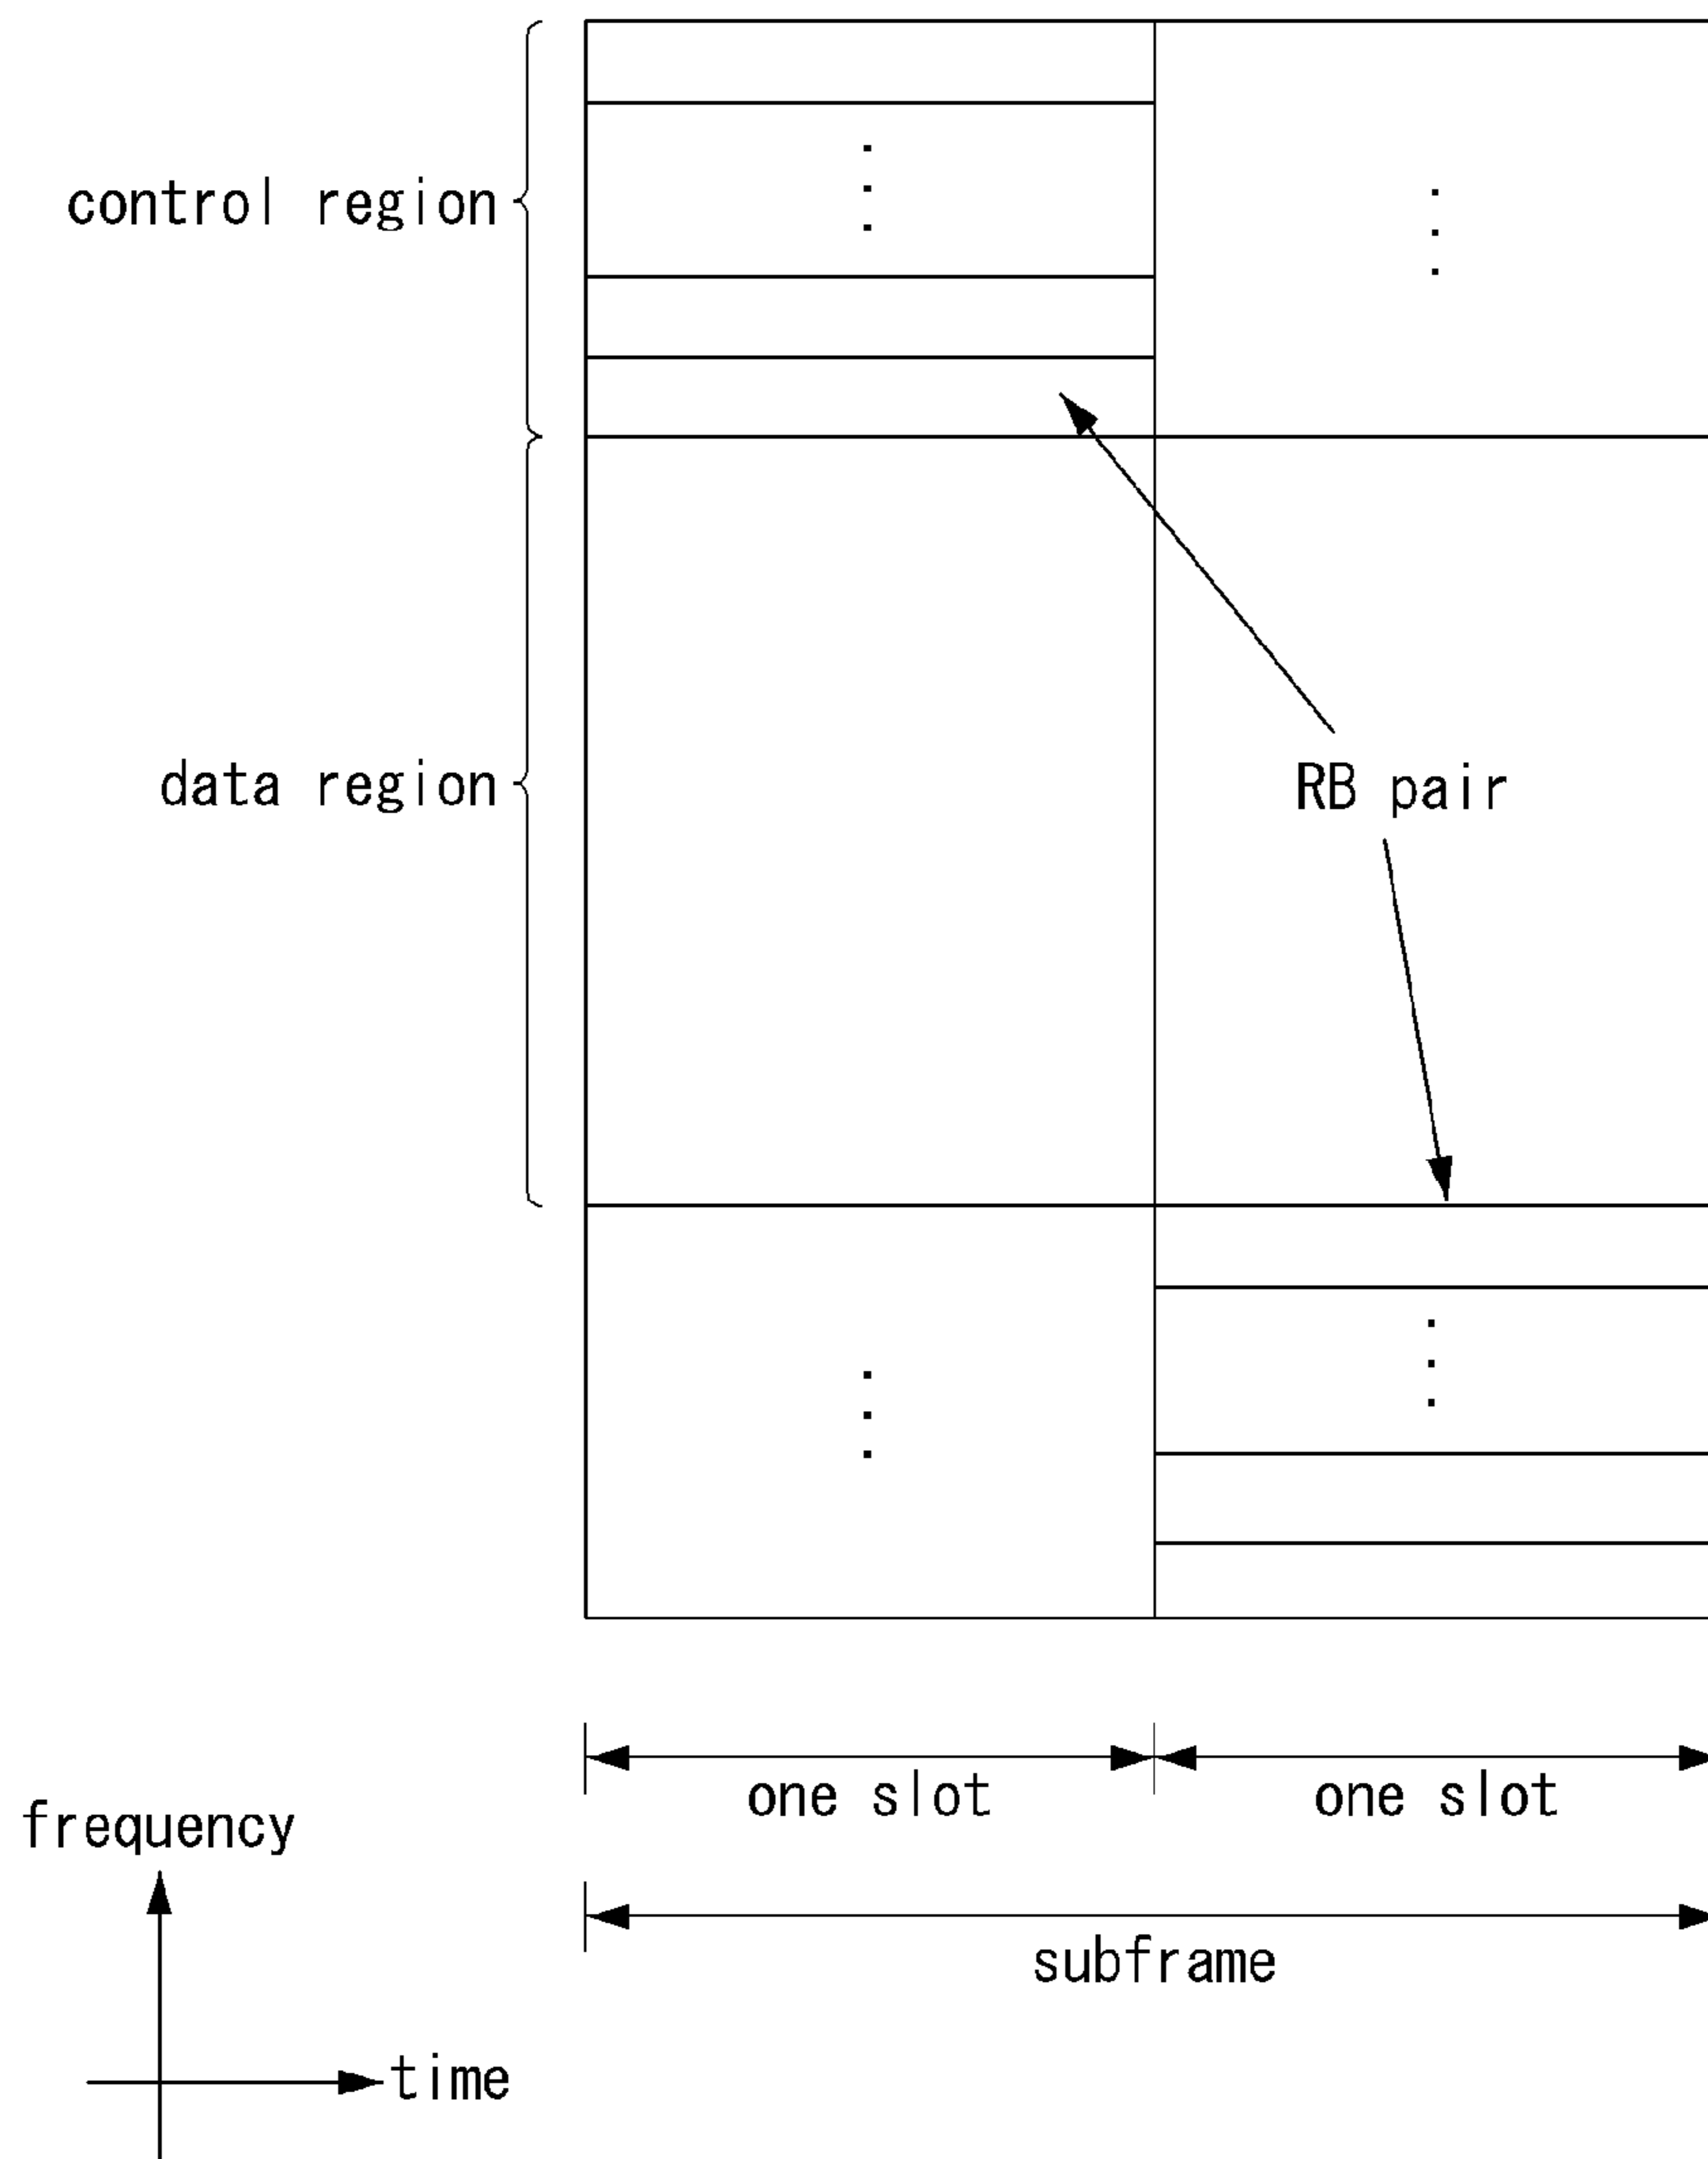 control region
data region
RB pair
one slot
one slot
frequency
subframe
time